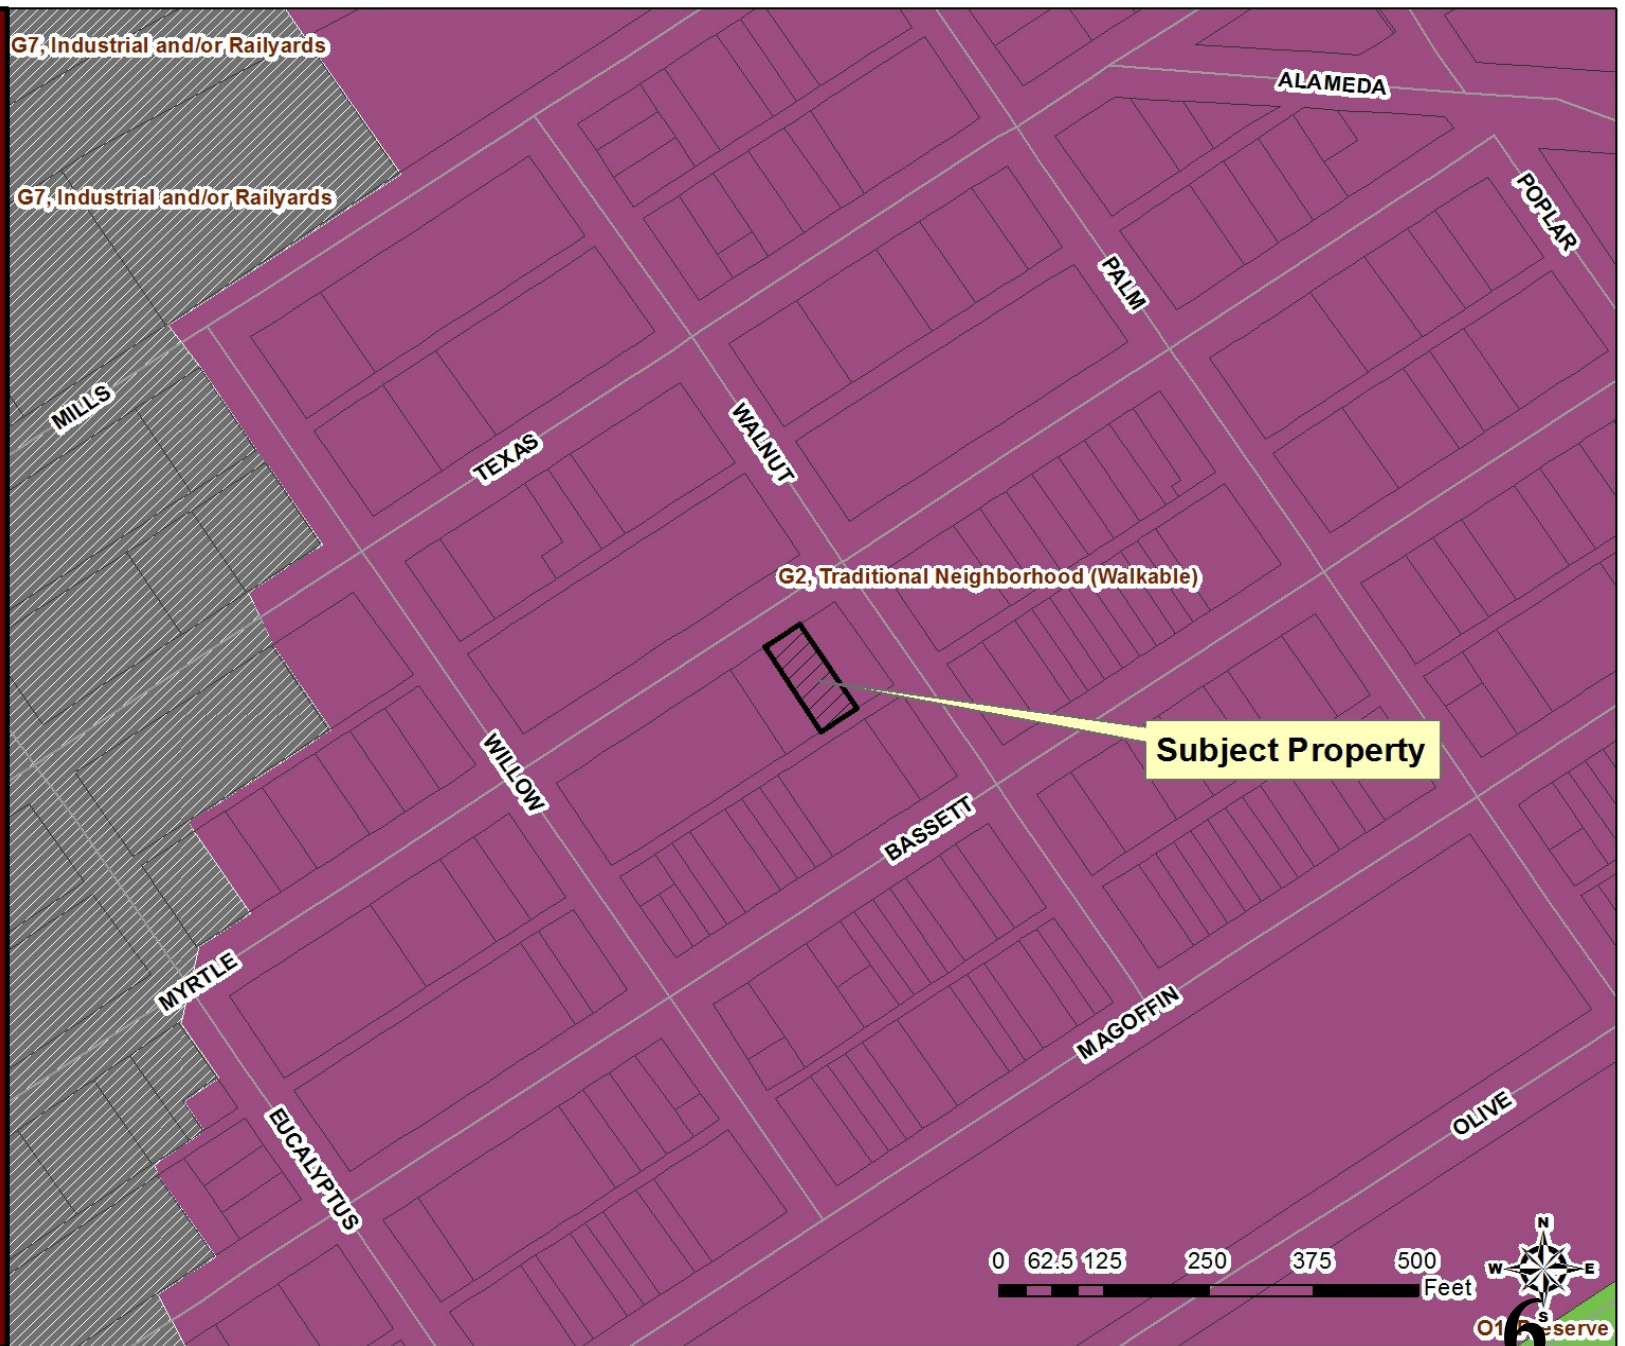 G7, Industrial and/or Railyards
ALAMEDA
G7, Industrial and/or Railyards
POPLAR
PALM
MILLS
TEXAS
WALNUT
G2, Traditional Neighborhood (Walkable)
Subject Property
WILLOW
BASSETT
MYRTLE
MAGOFFIN
EUCALYPTUS
OLIVE
N
0 62.5 125 250 375 500
W E
Feet
S
6